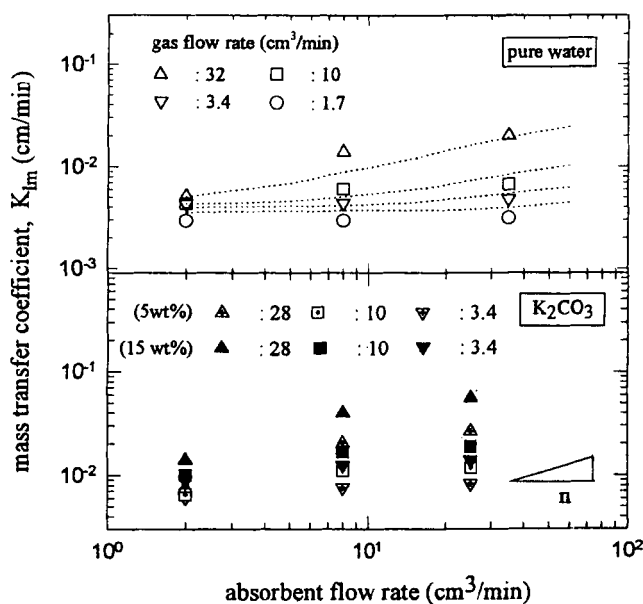 gas flow rate (cm³/min)
pure water
△ : 32 □ : 10
▽ : 3.4 ○ : 1.7
10⁻¹
10⁻²
10⁻³
mass transfer coefficient, Klm (cm/min)
(5wt%) : 28 : 10 : 3.4
K₂CO₃
(15 wt%) ▲ : 28 ■ : 10 ▼ : 3.4
10⁻¹
10⁻²
n
10⁰ 10¹ 10²
absorbent flow rate (cm³/min)